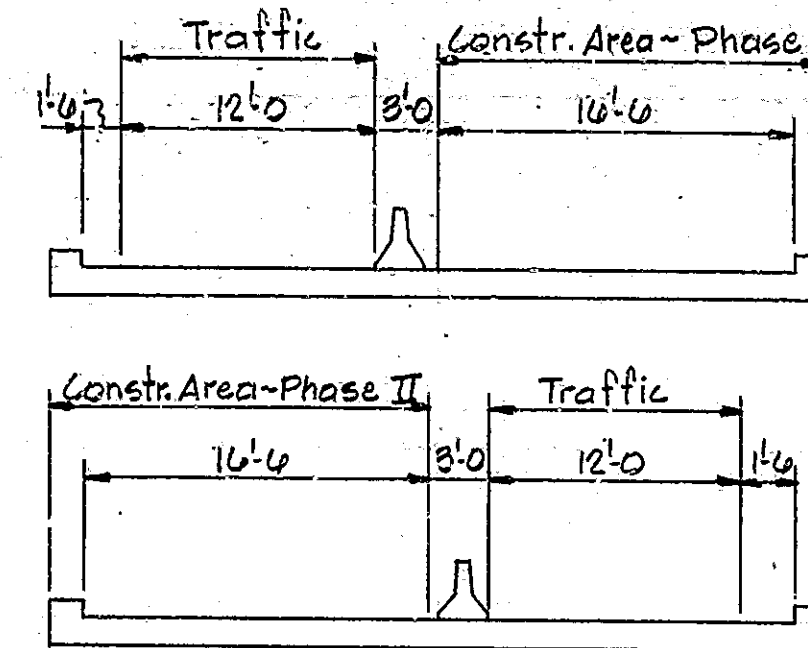 Traffic Constr. Area~ Phase
1'-6 12'-0 3'-0 16'-6
Constr. Area~Phase II Traffic
16'-6 3'-0 12'-0 1'-6